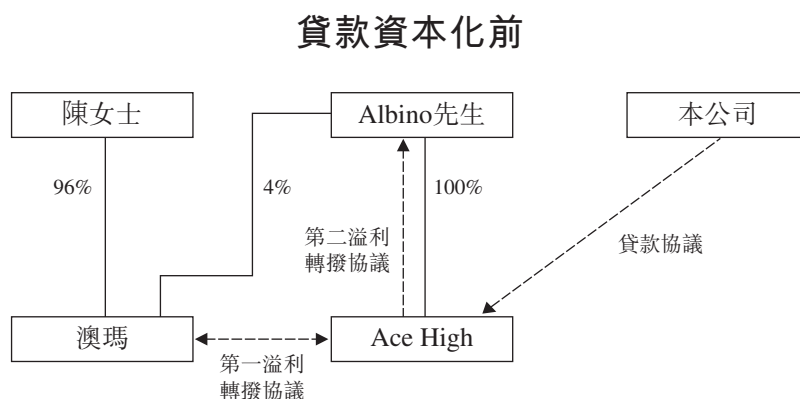 貸款資本化前
陳女士
Albino先生
本公司
96%
4%
100%
第二溢利
轉撥協議
貸款協議
澳瑪
Ace High
第一溢利
轉撥協議